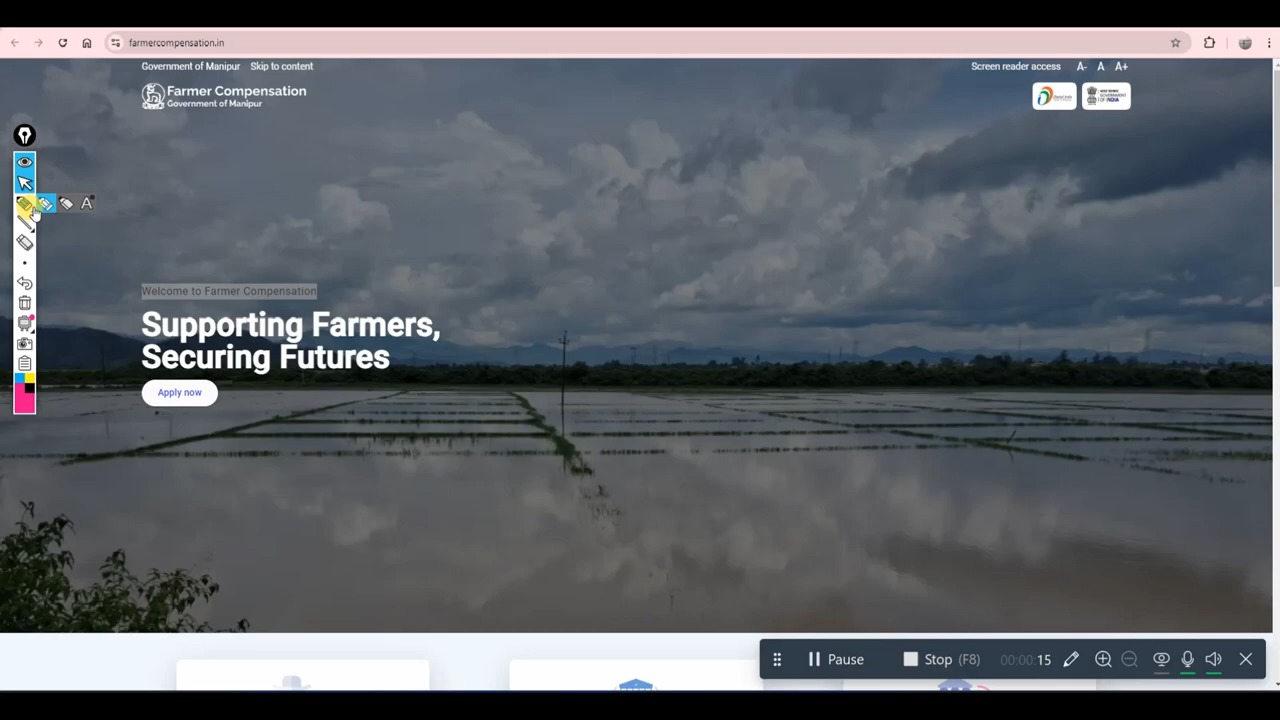 farmercompensation.in
Government of Manipur Skip to content
Screen reader access A- A A+
Farmer Compensation
Government of Manipur
A
Welcome to Farmer Compensation
Supporting Farmers,
Securing Futures
Apply now
Pause Stop (F8) 00:00:15